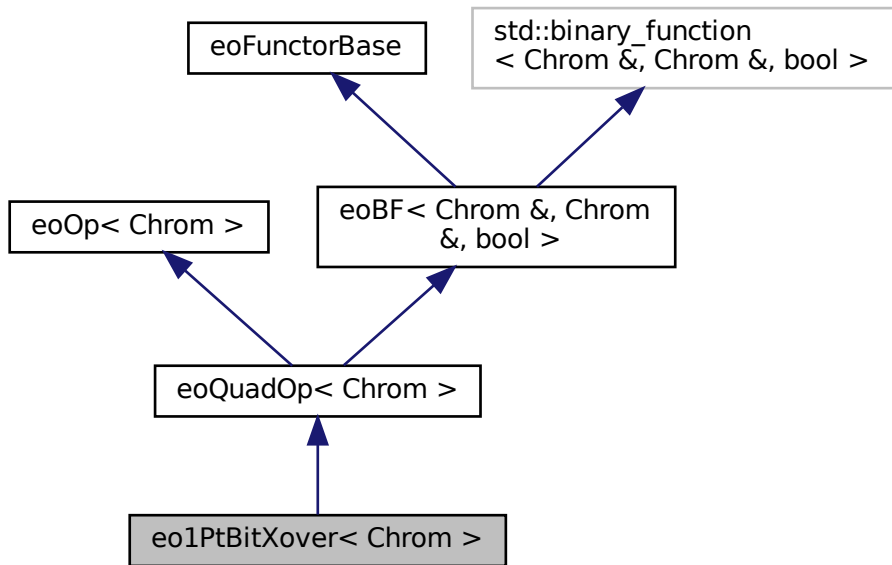 eoFunctorBase
std::binary_function
< Chrom &, Chrom &, bool >
eoOp< Chrom >
eoBF< Chrom &, Chrom
&, bool >
eoQuadOp< Chrom >
eo1PtBitXover< Chrom >